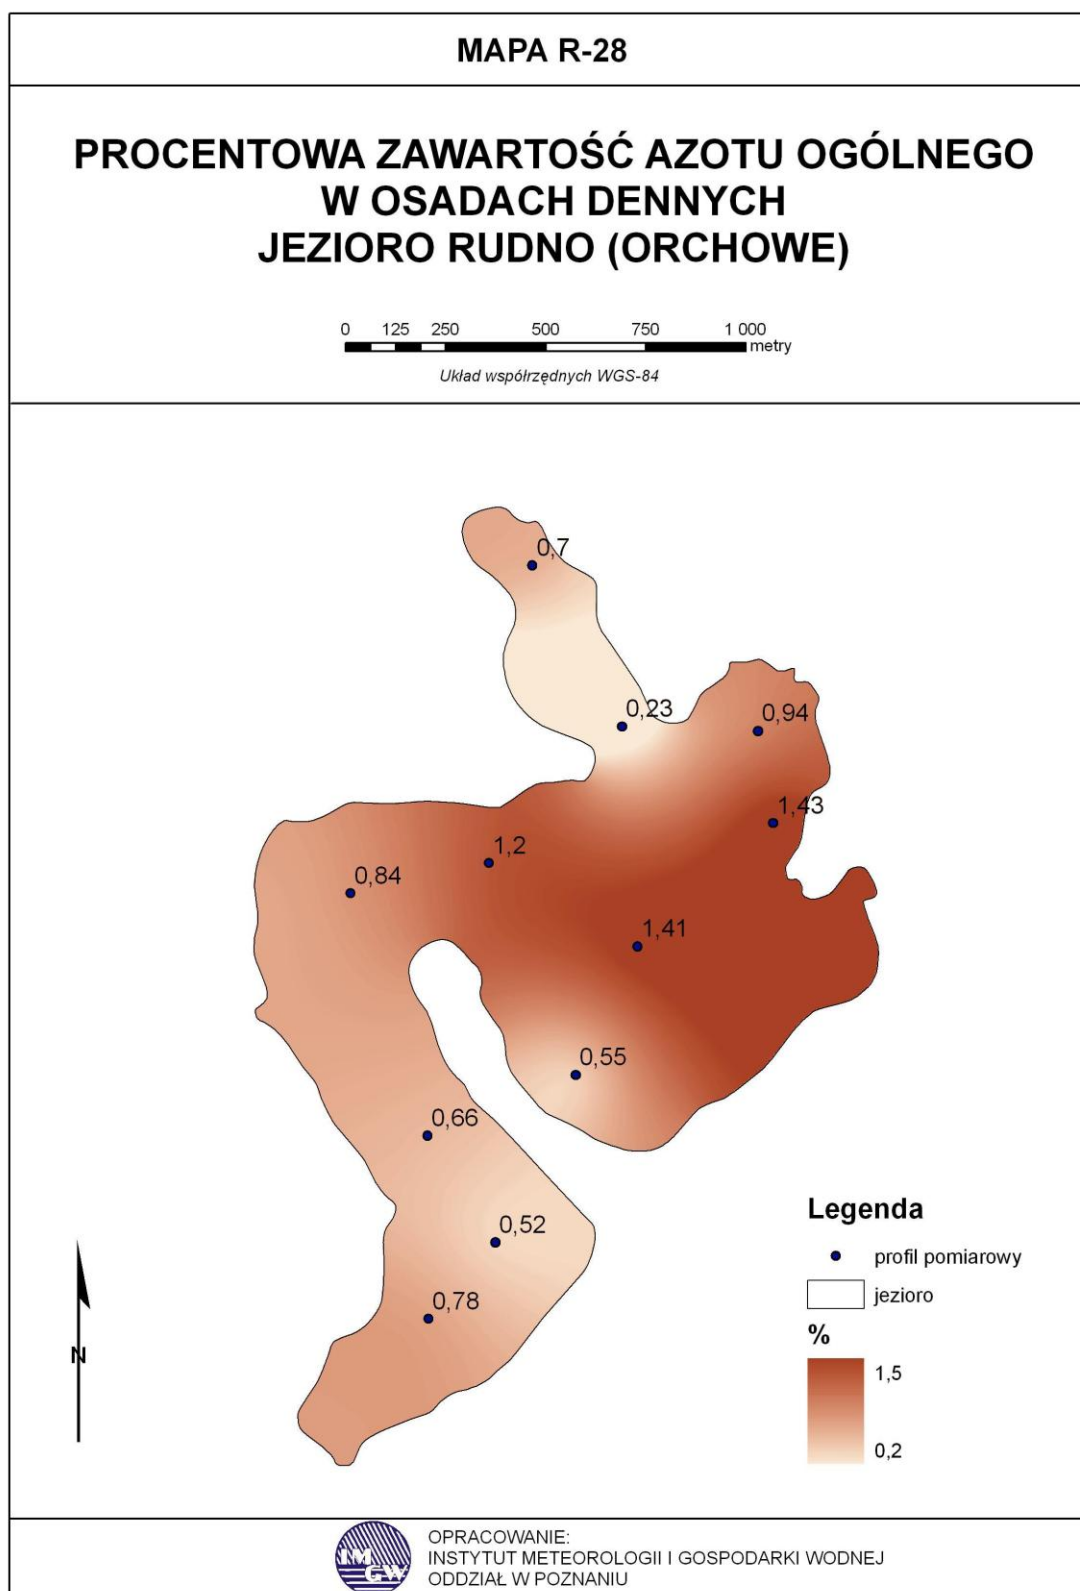 MAPA R-28
PROCENTOWA ZAWARTOŚĆ AZOTU OGÓLNEGO
W OSADACH DENNYCH
JEZIORO RUDNO (ORCHOWE)
0 125 250 500 750 1 000
metry
Układ współrzędnych WGS-84
0,7
0,23
0,94
1,43
1,2
0,84
1,41
0,55
0,66
0,52
0,78
N
Legenda
profil pomiarowy
jezioro
%
1,5
0,2
IM
GW
OPRACOWANIE:
INSTYTUT METEOROLOGII I GOSPODARKI WODNEJ
ODDZIAŁ W POZNANIU